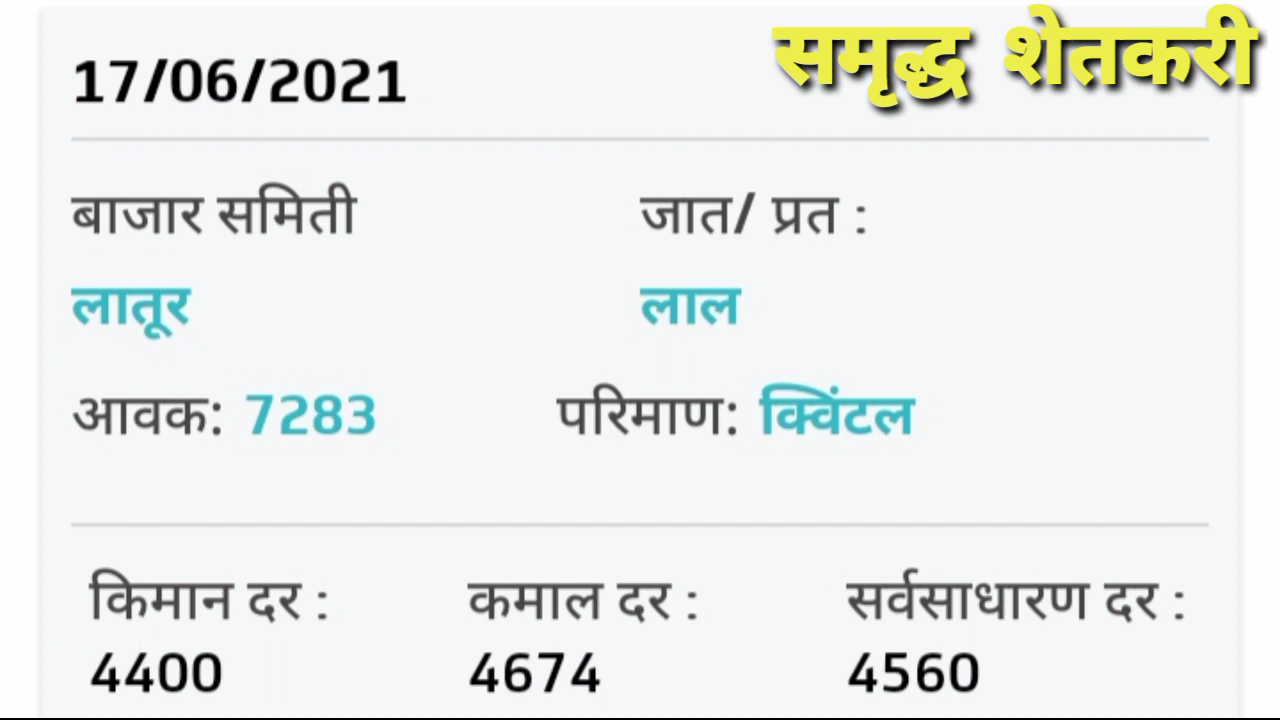 समृद्ध शेतकरी
17/06/2021
बाजार समिती जात/ प्रत :
लातूर लाल
आवक: 7283 परिमाण: क्विंटल
किमान दर : कमाल दर : सर्वसाधारण दर :
4400 4674 4560